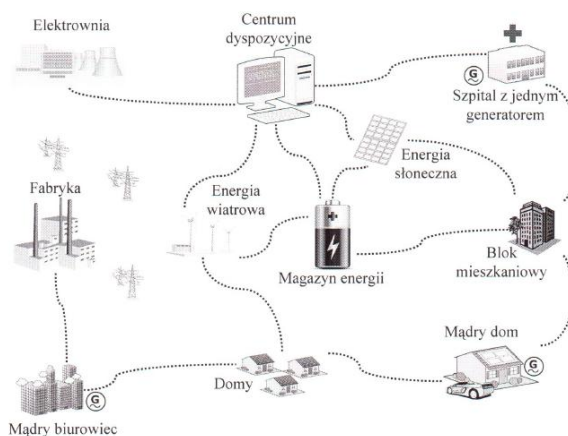 Elektrownia
Centrum
dyspozycyjne
G
Szpital z jednym
generatorem
Fabryka
Energia
wiatrowa
Energia
słoneczna
Magazyn energii
Blok
mieszkaniowy
Mądry dom
G
Domy
G
Mądry biurowiec